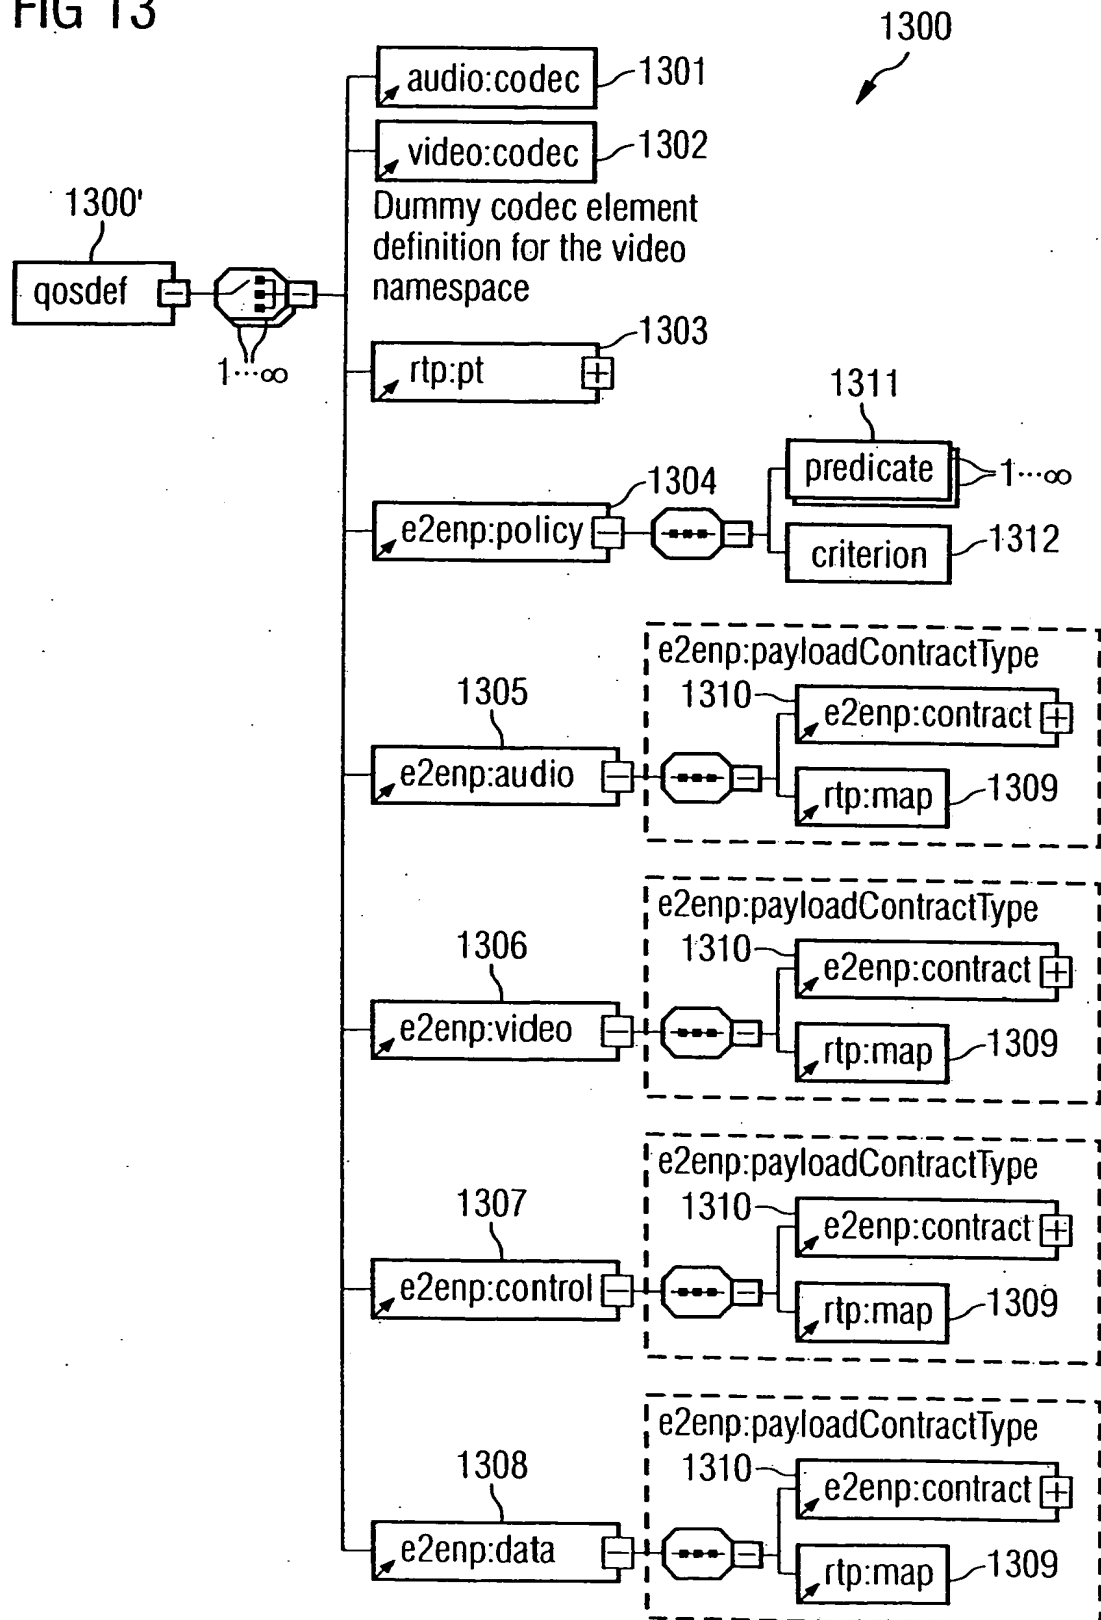 FIG 13
1300
audio:codec
1301
video:codec
1302
Dummy codec element
definition for the video
namespace
1300'
qosdef
1···∞
rtp:pt
1303
e2enp:policy
1304
1311
predicate
1···∞
criterion
1312
1305
e2enp:audio
e2enp:payloadContractType
1310
e2enp:contract
rtp:map
1309
1306
e2enp:video
e2enp:payloadContractType
1310
e2enp:contract
rtp:map
1309
1307
e2enp:control
e2enp:payloadContractType
1310
e2enp:contract
rtp:map
1309
1308
e2enp:data
e2enp:payloadContractType
1310
e2enp:contract
rtp:map
1309